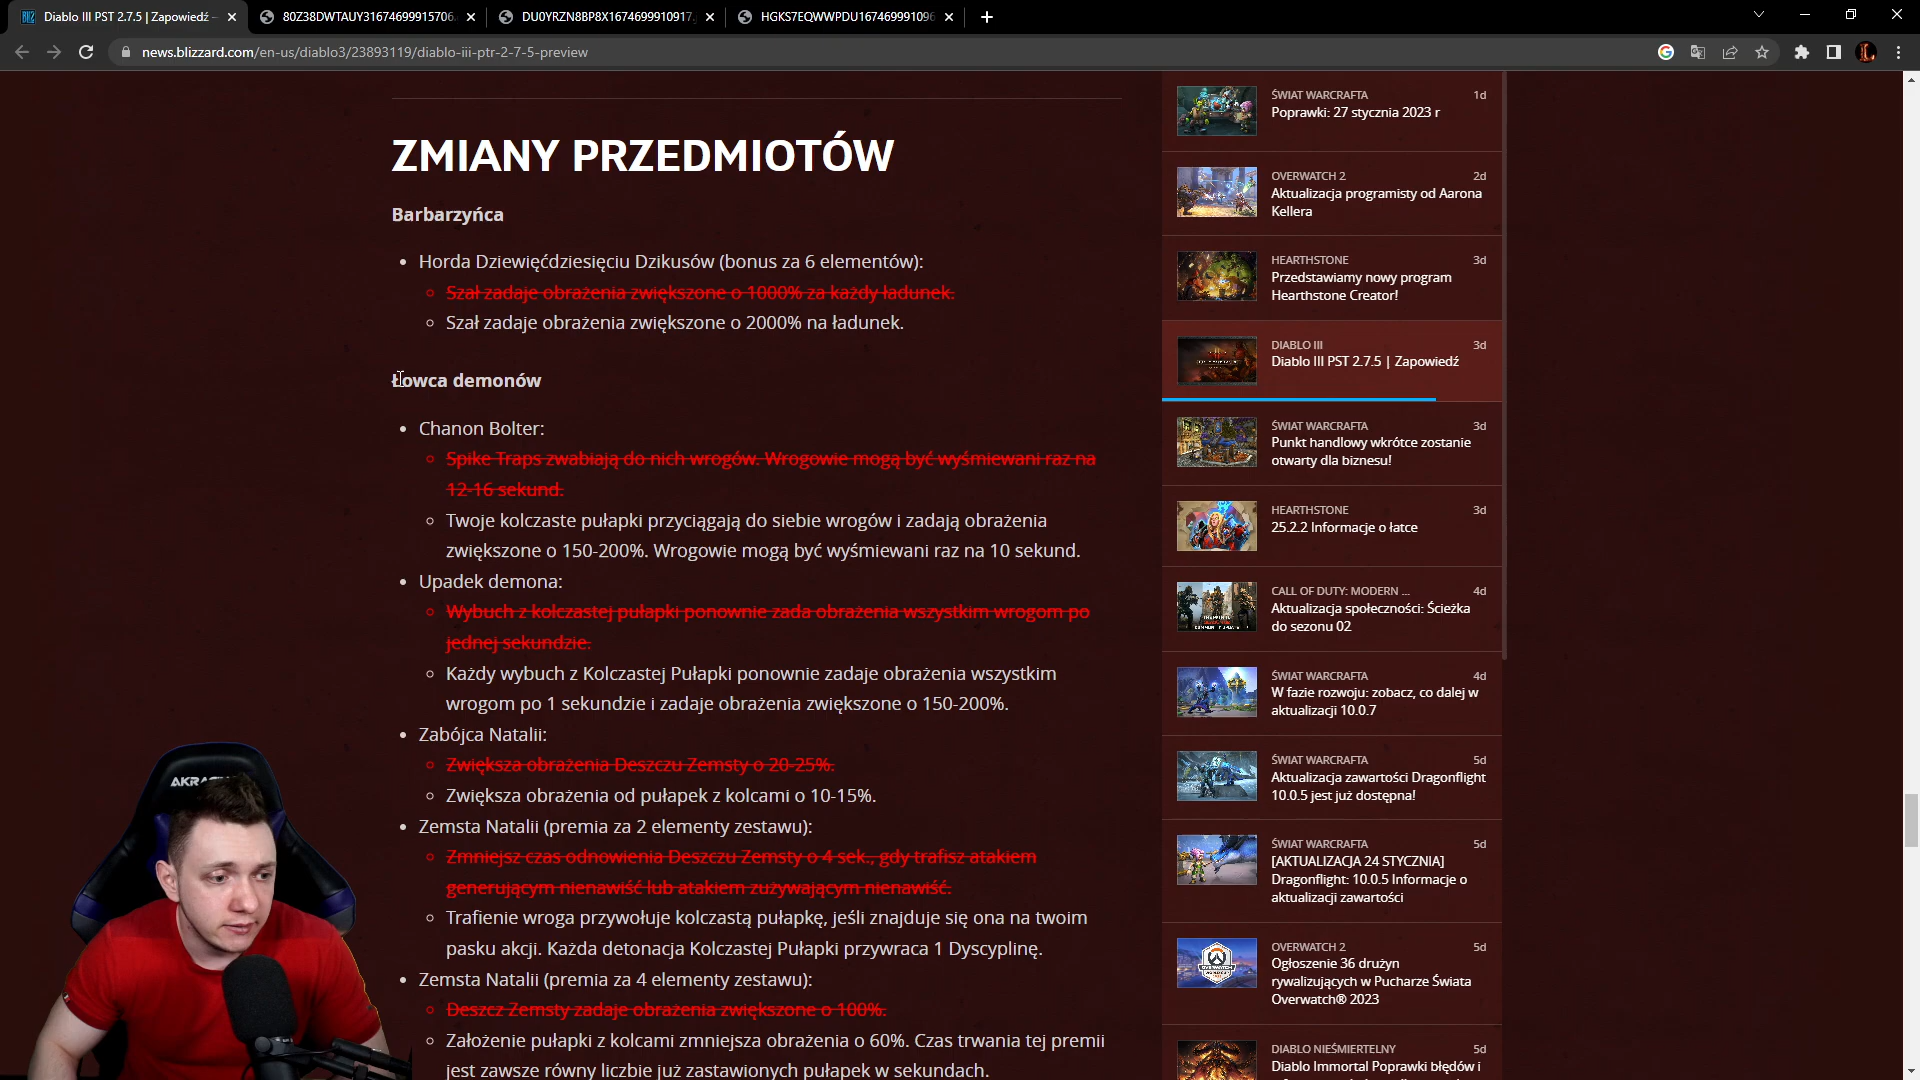 Diablo III PST 2.7.5 | Zapowiedź –
80Z38DWTAUY31674699915706.
DU0YRZN8BP8X1674699910917.
HGKS7EQWWPDU1674699911096
news.blizzard.com/en-us/diablo3/23893119/diablo-iii-ptr-2-7-5-preview
ZMIANY PRZEDMIOTÓW
Barbarzyńca
• Horda Dziewięćdziesięciu Dzikusów (bonus za 6 elementów):
Szał zadaje obrażenia zwiększone o 1000% za każdy ładunek.
Szał zadaje obrażenia zwiększone o 2000% na ładunek.
Łowca demonów
• Chanon Bolter:
Spike Traps zwabiają do nich wrogów. Wrogowie mogą być wyśmiewani raz na
12-16 sekund.
Twoje kolczaste pułapki przyciągają do siebie wrogów i zadają obrażenia
zwiększone o 150-200%. Wrogowie mogą być wyśmiewani raz na 10 sekund.
• Upadek demona:
Wybuch z kolczastej pułapki ponownie zada obrażenia wszystkim wrogom po
jednej sekundzie.
Każdy wybuch z Kolczastej Pułapki ponownie zadaje obrażenia wszystkim
wrogom po 1 sekundzie i zadaje obrażenia zwiększone o 150-200%.
• Zabójca Natalii:
Zwiększa obrażenia Deszczu Zemsty o 20-25%.
Zwiększa obrażenia od pułapek z kolcami o 10-15%.
• Zemsta Natalii (premia za 2 elementy zestawu):
Zmniejsz czas odnowienia Deszczu Zemsty o 4 sek., gdy trafisz atakiem
generującym nienawiść lub atakiem zużywającym nienawiść.
Trafienie wroga przywołuje kolczastą pułapkę, jeśli znajduje się ona na twoim
pasku akcji. Każda detonacja Kolczastej Pułapki przywraca 1 Dyscyplinę.
• Zemsta Natalii (premia za 4 elementy zestawu):
Deszcz Zemsty zadaje obrażenia zwiększone o 100%.
Założenie pułapki z kolcami zmniejsza obrażenia o 60%. Czas trwania tej premii
jest zawsze równy liczbie już zastawionych pułapek w sekundach.
ŚWIAT WARCRAFTA 1d
Poprawki: 27 stycznia 2023 r
OVERWATCH 2 2d
Aktualizacja programisty od Aarona
Kellera
HEARTHSTONE 3d
Przedstawiamy nowy program
Hearthstone Creator!
DIABLO III 3d
Diablo III PST 2.7.5 | Zapowiedź
ŚWIAT WARCRAFTA 3d
Punkt handlowy wkrótce zostanie
otwarty dla biznesu!
HEARTHSTONE 3d
25.2.2 Informacje o łatce
CALL OF DUTY: MODERN ... 4d
Aktualizacja społeczności: Ścieżka
do sezonu 02
ŚWIAT WARCRAFTA 4d
W fazie rozwoju: zobacz, co dalej w
aktualizacji 10.0.7
ŚWIAT WARCRAFTA 5d
Aktualizacja zawartości Dragonflight
10.0.5 jest już dostępna!
ŚWIAT WARCRAFTA 5d
[AKTUALIZACJA 24 STYCZNIA]
Dragonflight: 10.0.5 Informacje o
aktualizacji zawartości
OVERWATCH 2 5d
Ogłoszenie 36 drużyn
rywalizujących w Pucharze Świata
Overwatch® 2023
DIABLO NIEŚMIERTELNY 5d
Diablo Immortal Poprawki błędów i